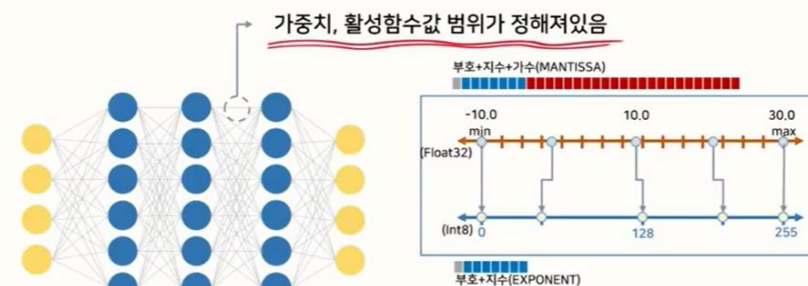 가중치, 활성함수값 범위가 정해져있음
부호+지수+가수(MANTISSA)
-10.0 10.0 30.0
min max
(Float32)
(Int8) 0 128 255
부호+지수(EXPONENT)